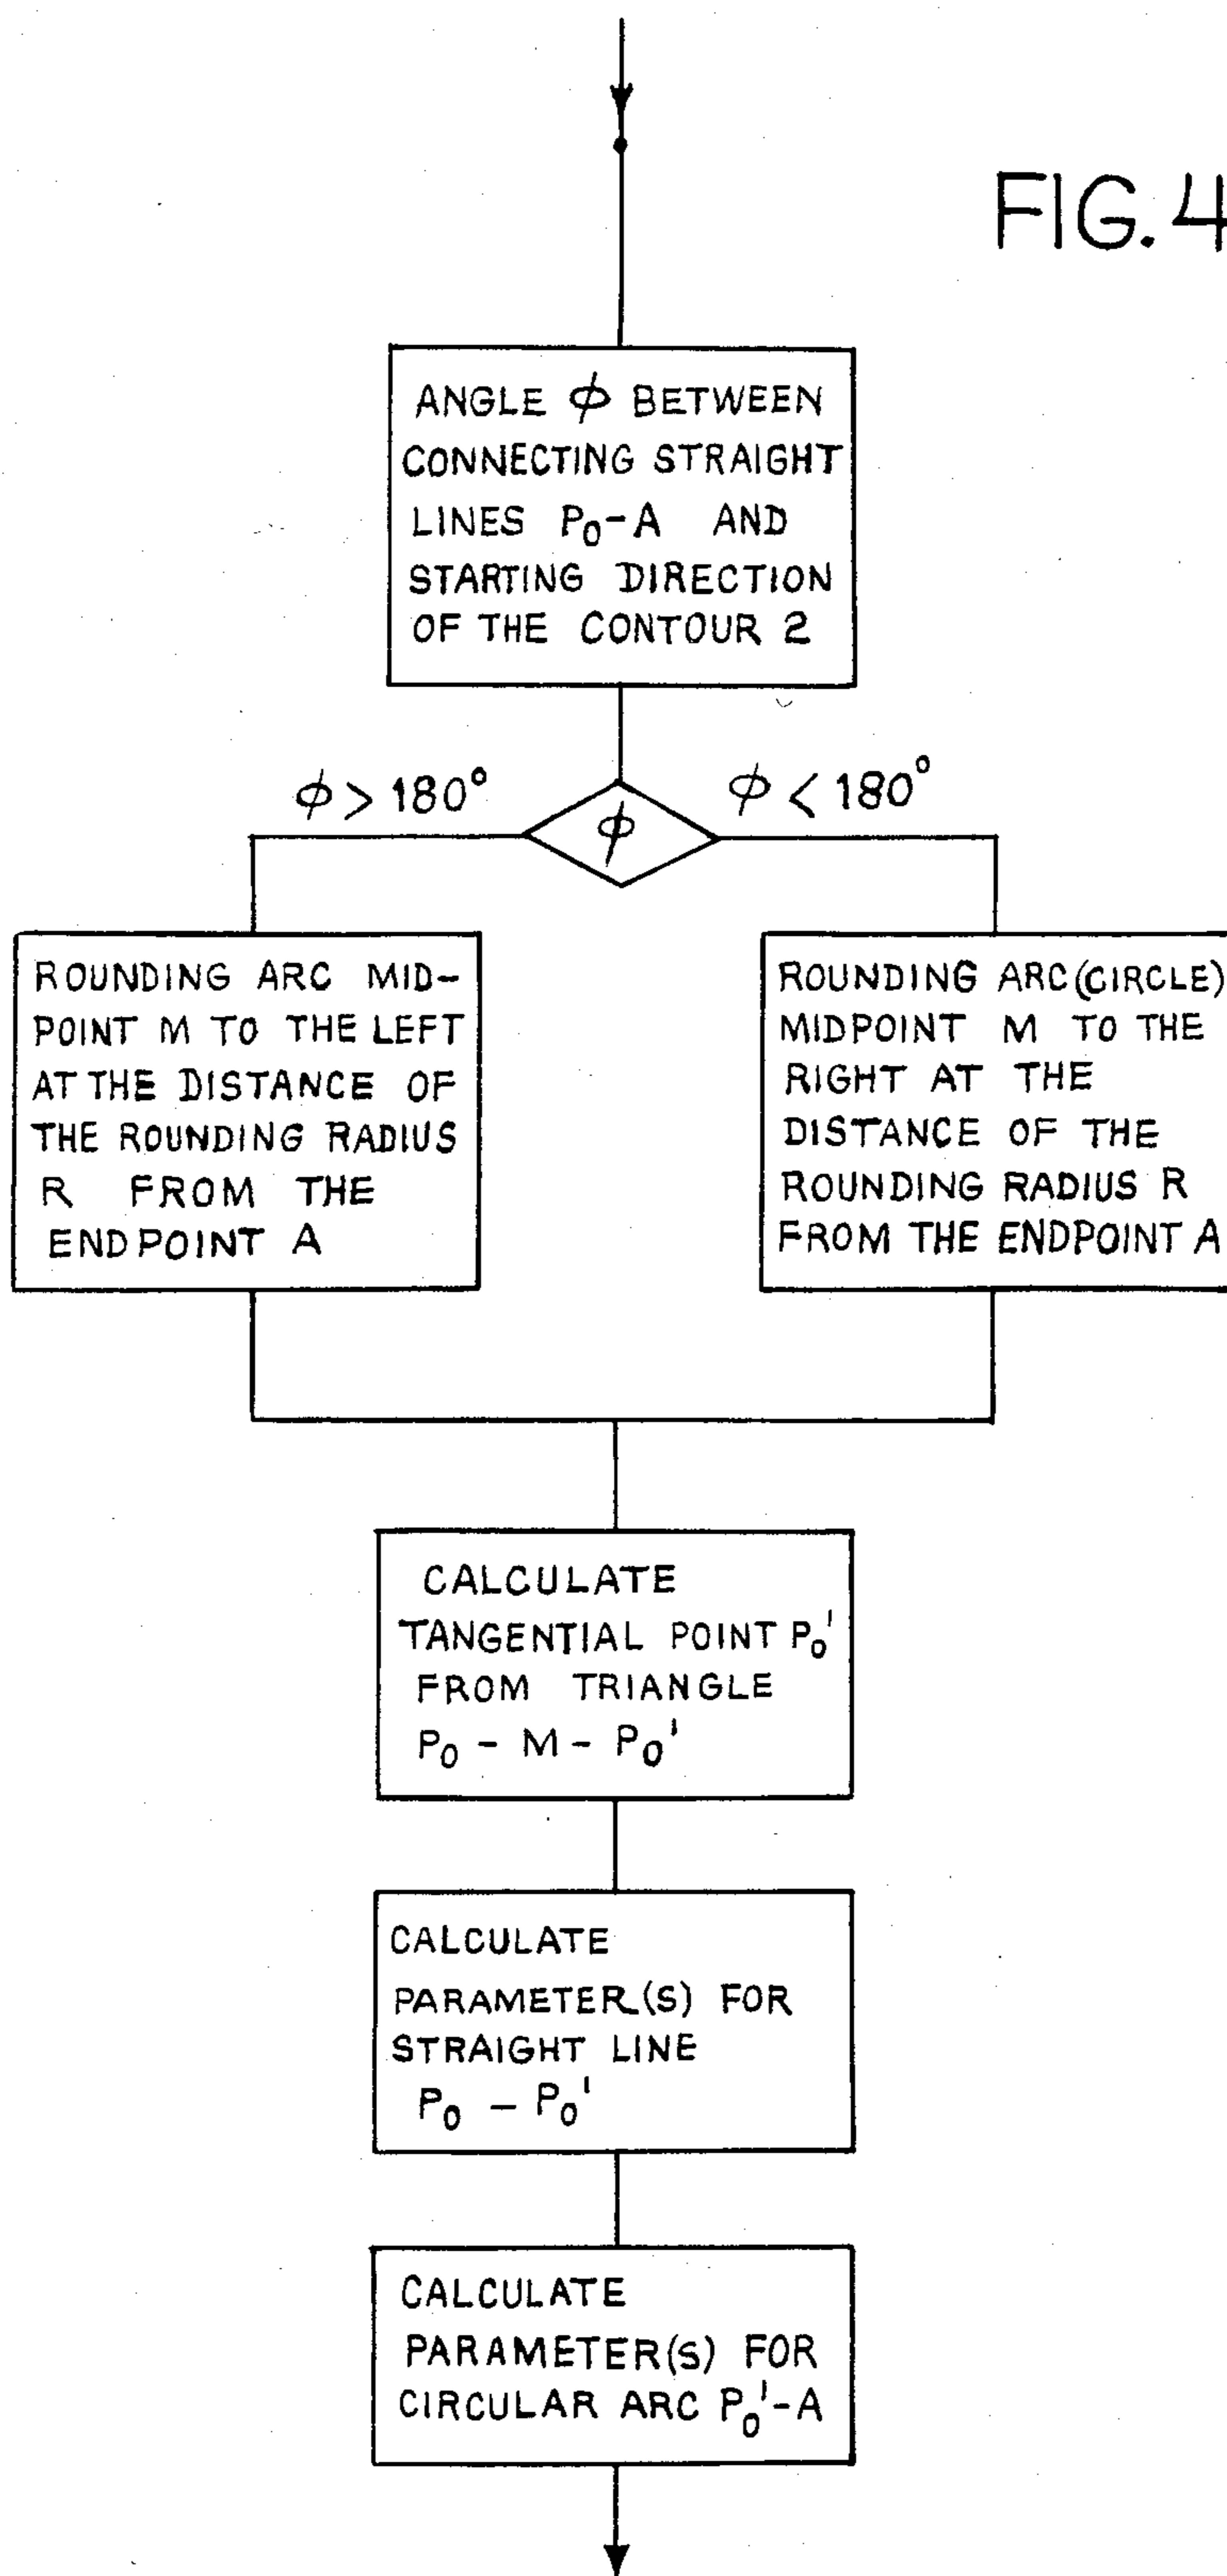 FIG. 4
ANGLE ϕ BETWEEN
CONNECTING STRAIGHT
LINES P₀-A AND
STARTING DIRECTION
OF THE CONTOUR 2
ϕ > 180°
ϕ < 180°
ϕ
ROUNDING ARC MID-
POINT M TO THE LEFT
AT THE DISTANCE OF
THE ROUNDING RADIUS
R FROM THE
ENDPOINT A
ROUNDING ARC (CIRCLE)
MIDPOINT M TO THE
RIGHT AT THE
DISTANCE OF THE
ROUNDING RADIUS R
FROM THE ENDPOINT A
CALCULATE
TANGENTIAL POINT P₀'
FROM TRIANGLE
P₀ - M - P₀'
CALCULATE
PARAMETER(S) FOR
STRAIGHT LINE
P₀ - P₀'
CALCULATE
PARAMETER(S) FOR
CIRCULAR ARC P₀'-A